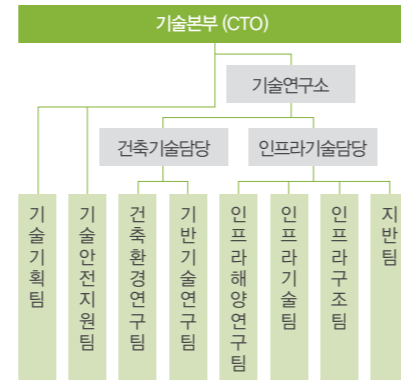 기술본부 (CTO)
기술연구소
건축기술담당
인프라기술담당
기술기획팀
기술안전지원팀
건축환경연구팀
기반기술연구팀
인프라해양연구팀
인프라기술팀
인프라구조팀
지반팀